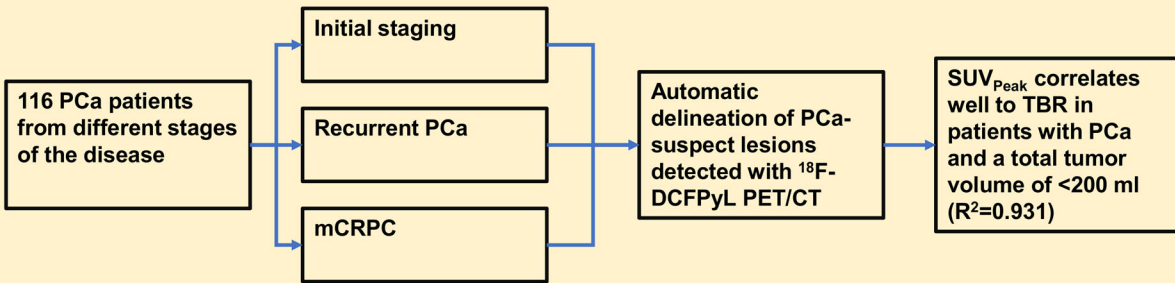 116 PCa patients
from different stages
of the disease
Initial staging
Recurrent PCa
mCRPC
Automatic
delineation of PCa-
suspect lesions
detected with ¹⁸F-
DCFPyL PET/CT
SUVPeak correlates
well to TBR in
patients with PCa
and a total tumor
volume of <200 ml
(R²=0.931)